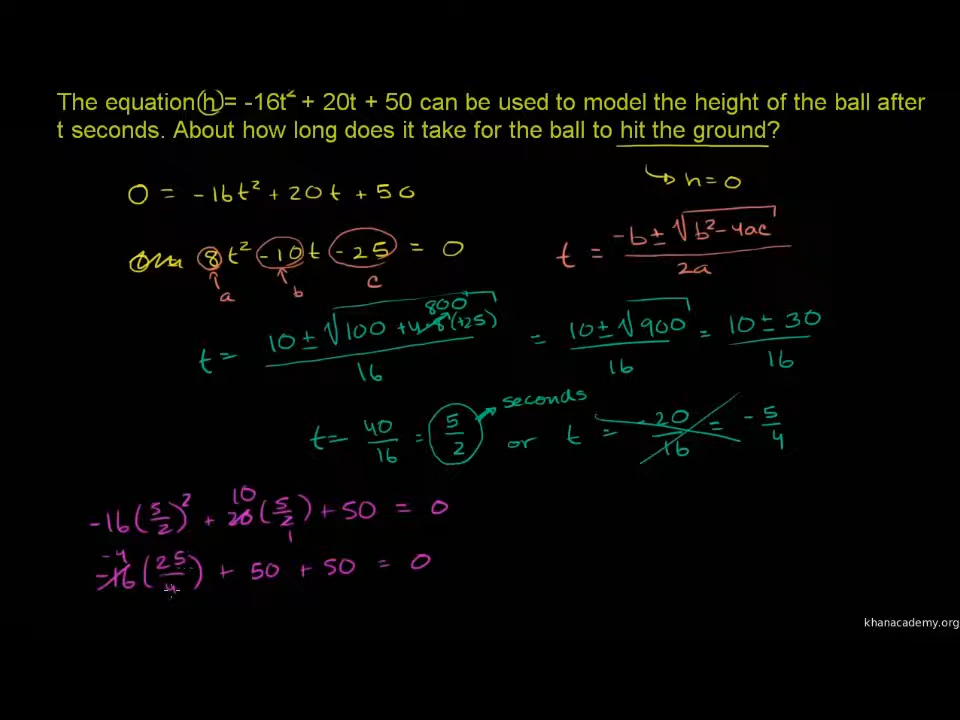 The equation (h) = -16t² + 20t + 50 can be used to model the height of the ball after
t seconds. About how long does it take for the ball to hit the ground?
↳ h = 0
0 = -16t² + 20t + 50
8t² -10t -25 = 0
a b c
t = (-b ± √(b² - 4ac)) / 2a
800
t = (10 ± √(100 + 4·8(+25))) / 16 = (10 ± √900) / 16 = (10 ± 30) / 16
t = 40/16 = 5/2 → seconds or t = -20/16 = -5/4
-16(5/2)² + 20(5/2) + 50 = 0
10 1
-16(25/4) + 50 + 50 = 0
-4
khanacademy.org